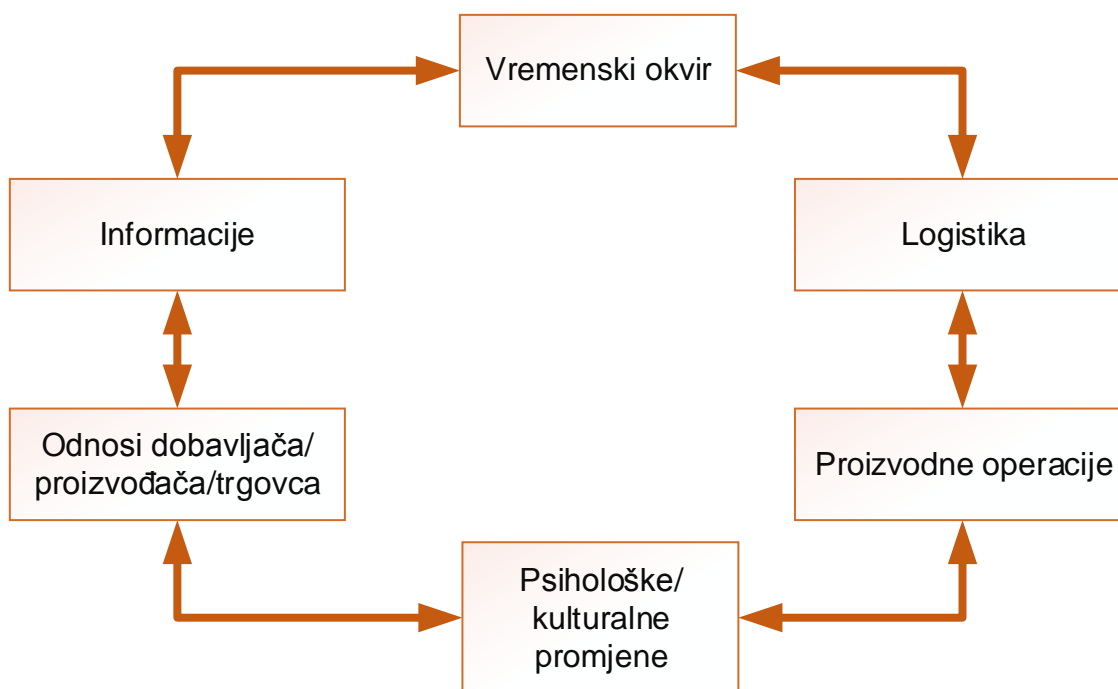 Vremenski okvir
Informacije
Logistika
Odnosi dobavljača/
proizvođača/trgovca
Proizvodne operacije
Psihološke/
kulturalne
promjene